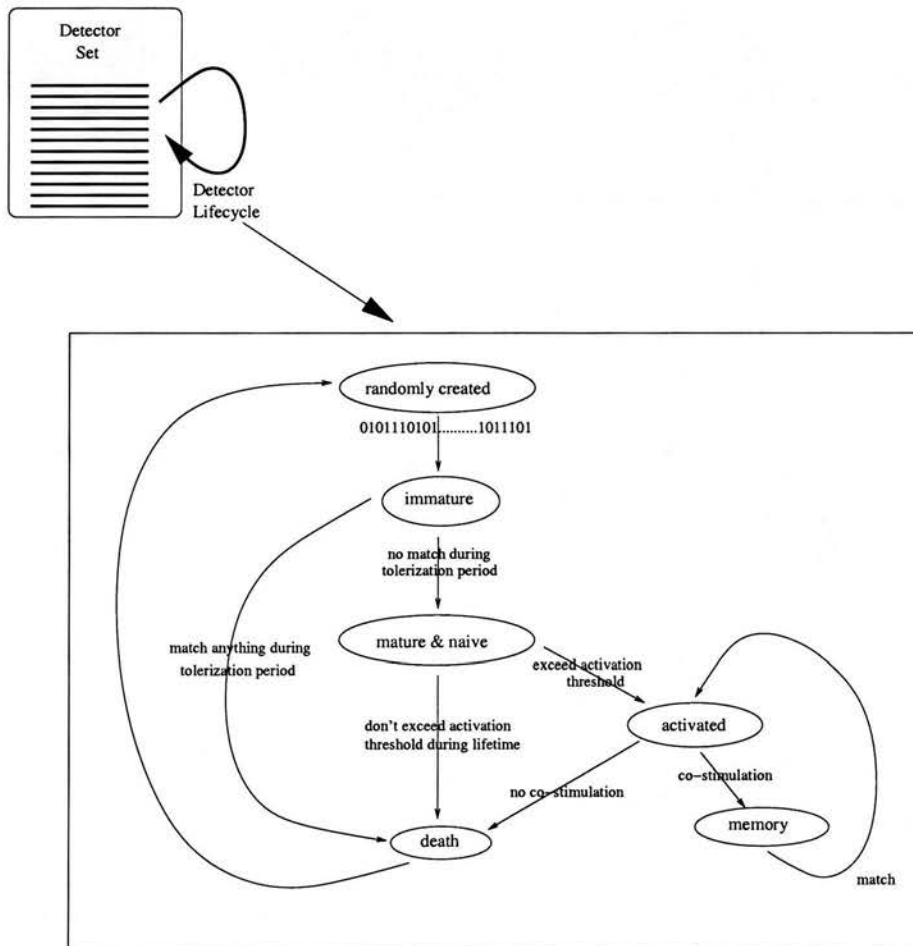 Detector
Set
Detector
Lifecycle
randomly created
0101110101..........1011101
immature
no match during
tolerization period
mature & naive
match anything during
tolerization period
exceed activation
threshold
activated
don't exceed activation
threshold during lifetime
no co-stimulation
co-stimulation
memory
death
match